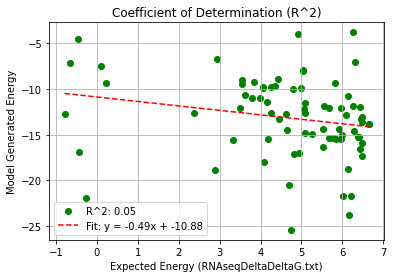 Coefficient of Determination (R^2)
Model Generated Energy
−5
−10
−15
−20
−25
R^2: 0.05
Fit: y = -0.49x + -10.88
−1 0 1 2 3 4 5 6 7
Expected Energy (RNAseqDeltaDeltaG.txt)